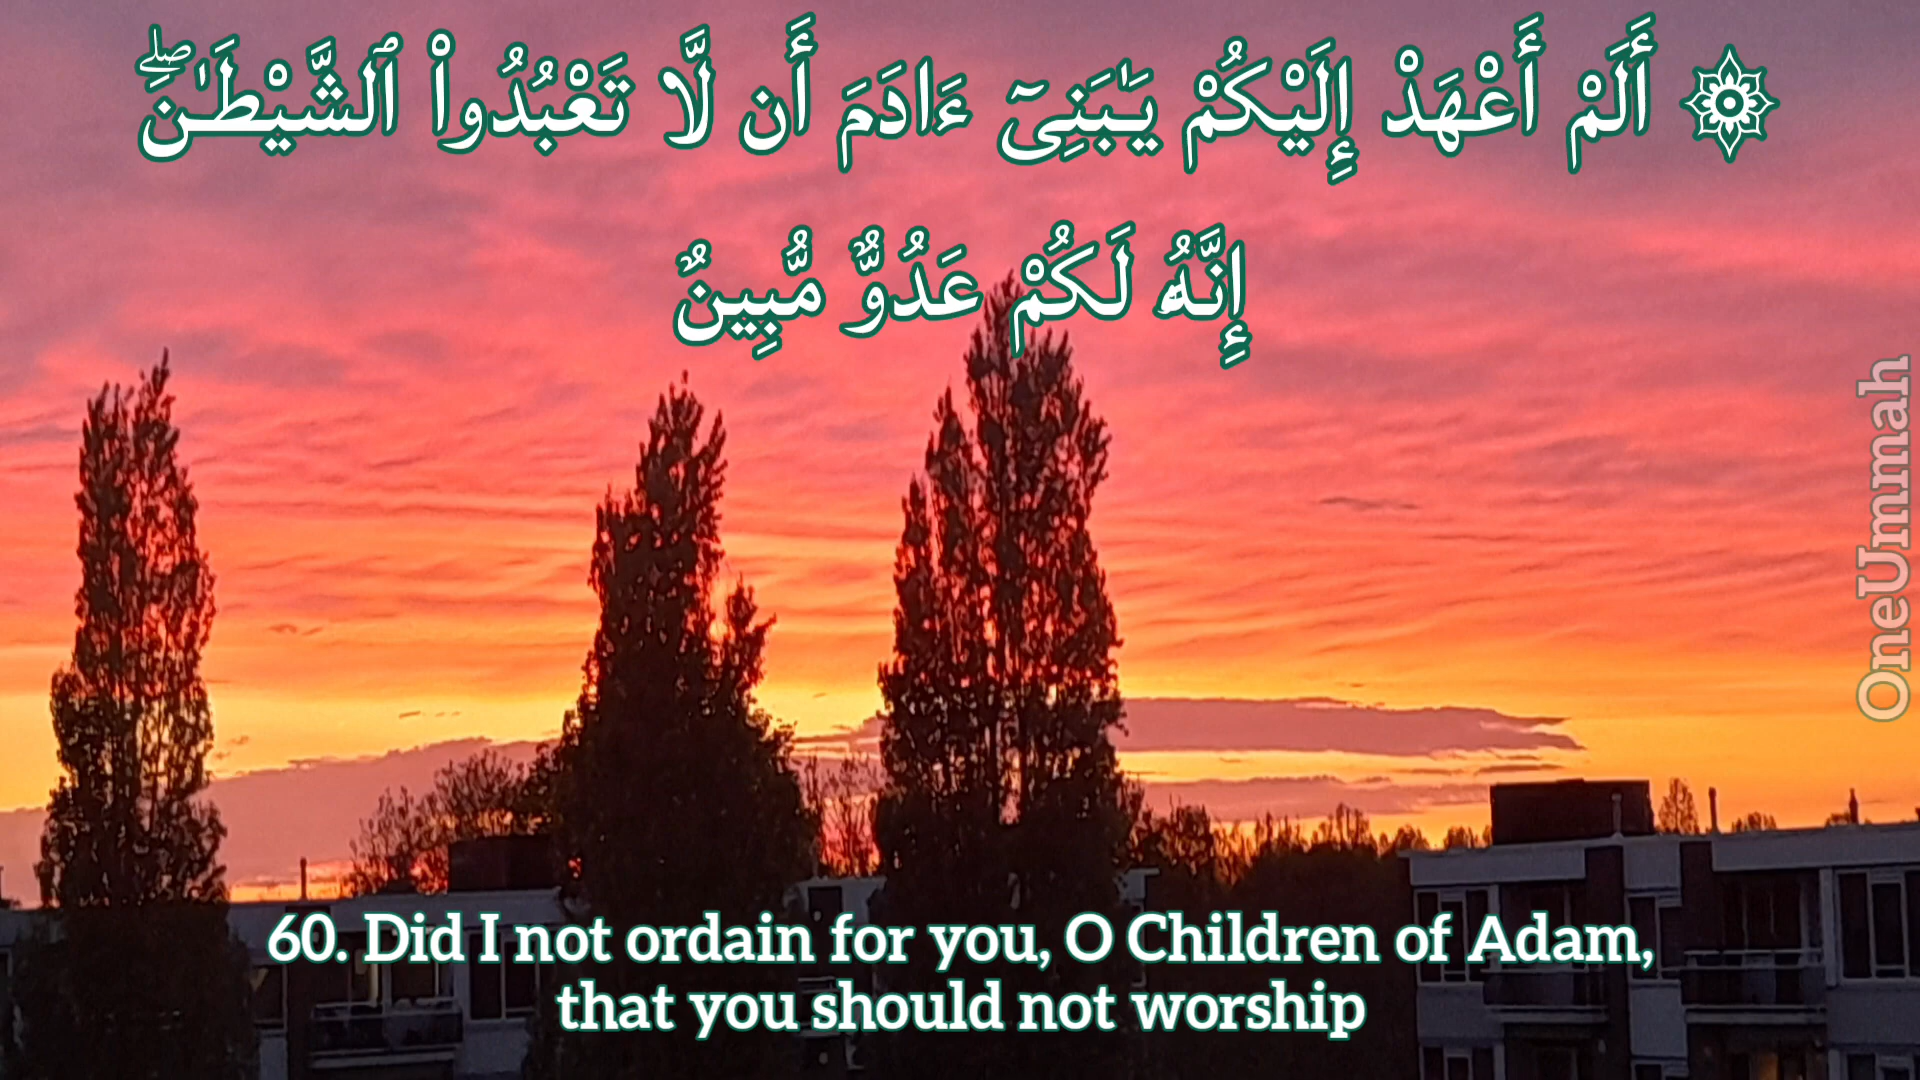 ۞ أَلَمْ أَعْهَدْ إِلَيْكُمْ يَـٰبَنِىٓ ءَادَمَ أَن لَّا تَعْبُدُوا۟ ٱلشَّيْطَـٰنَ ۖ
إِنَّهُۥ لَكُمْ عَدُوٌّ مُّبِينٌ
OneUmmah
60. Did I not ordain for you, O Children of Adam,
that you should not worship